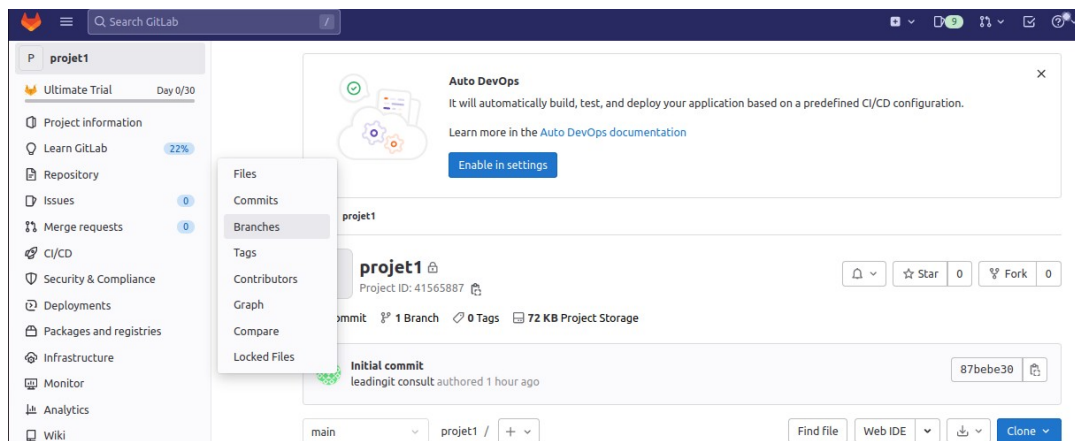 Search GitLab /
9
P projet1
Ultimate Trial Day 0/30
Project information
Learn GitLab 22%
Repository
Issues 0
Merge requests 0
CI/CD
Security & Compliance
Deployments
Packages and registries
Infrastructure
Monitor
Analytics
Wiki
Files
Commits
Branches
Tags
Contributors
Graph
Compare
Locked Files
Auto DevOps
It will automatically build, test, and deploy your application based on a predefined CI/CD configuration.
Learn more in the Auto DevOps documentation
Enable in settings
projet1
projet1
Project ID: 41565887
Star 0 Fork 0
1 Branch 0 Tags 72 KB Project Storage
Initial commit
leadingit consult authored 1 hour ago
87bebe30
main projet1 / + Find file Web IDE Clone